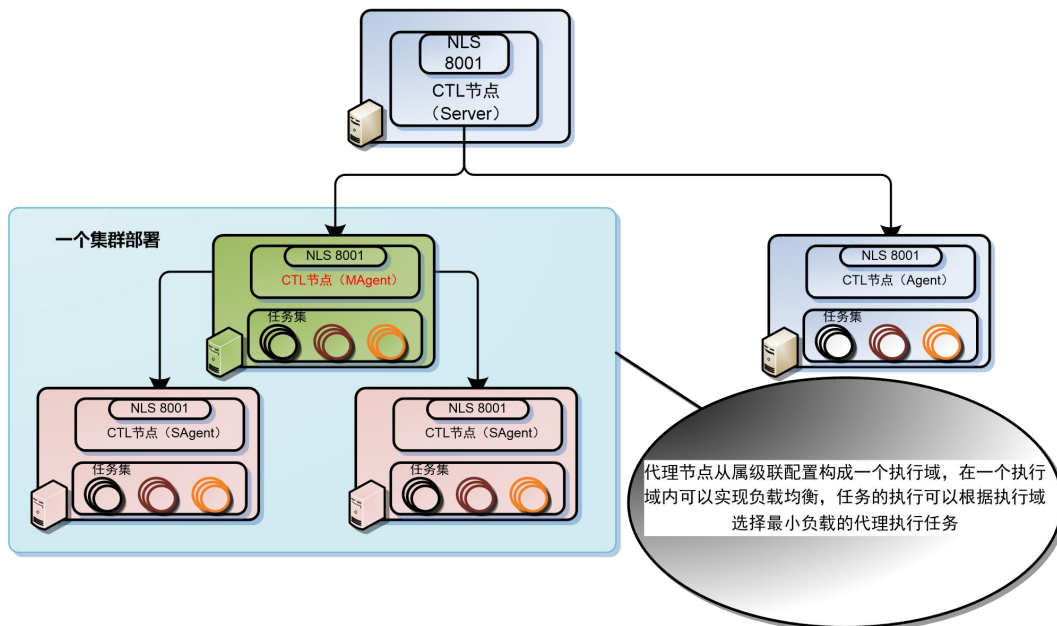 NLS
8001
CTL节点
（Server）
一个集群部署
NLS 8001
CTL节点（MAgent）
任务集
NLS 8001
CTL节点（Agent）
任务集
NLS 8001
CTL节点（SAgent）
任务集
NLS 8001
CTL节点（SAgent）
任务集
代理节点从属级联配置构成一个执行域，在一个执行
域内可以实现负载均衡，任务的执行可以根据执行域
选择最小负载的代理执行任务